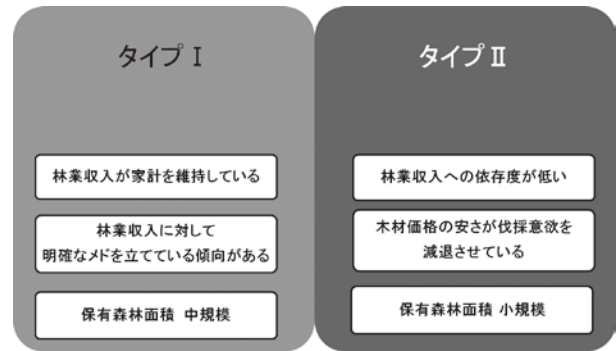 タイプ Ⅰ
林業収入が家計を維持している
林業収入に対して
明確なメドを立てている傾向がある
保有森林面積 中規模
タイプ Ⅱ
林業収入への依存度が低い
木材価格の安さが伐採意欲を
減退させている
保有森林面積 小規模